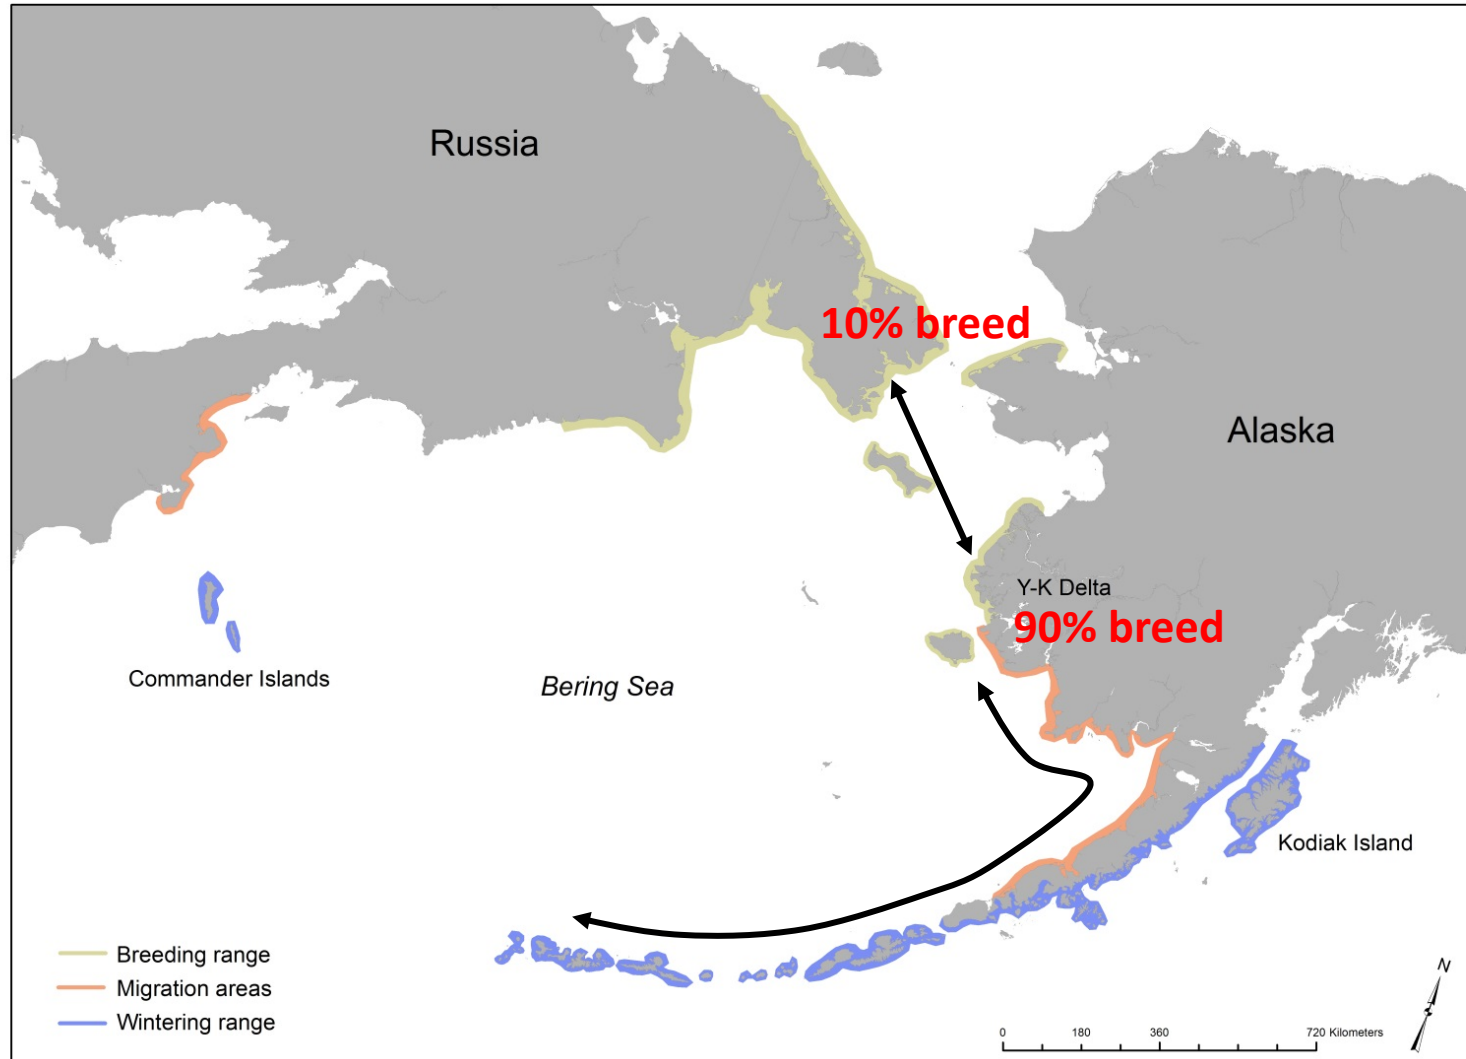 Russia
10% breed
Alaska
Y-K Delta
90% breed
Commander Islands
Bering Sea
Kodiak Island
Breeding range
Migration areas
Wintering range
N
0 180 360 720 Kilometers